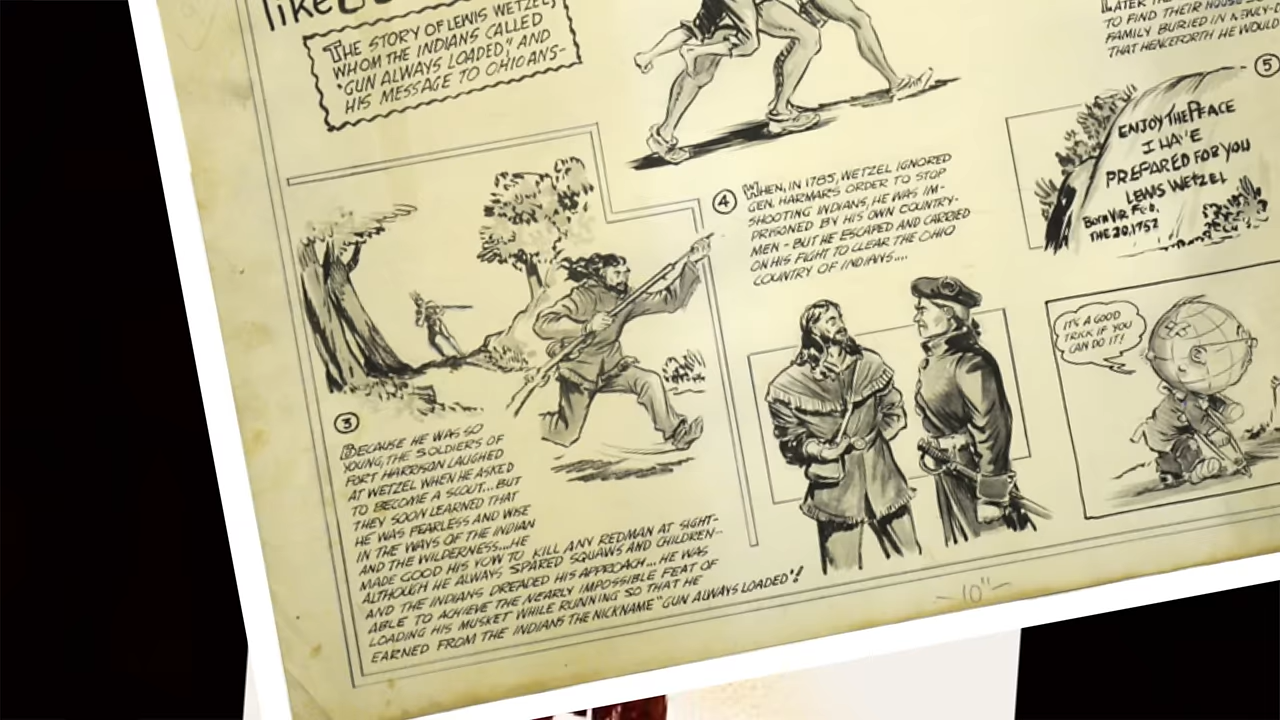 like
THE STORY OF LEWIS WETZEL,
WHOM THE INDIANS CALLED
"GUN ALWAYS LOADED," AND
HIS MESSAGE TO OHIOANS-
3
BECAUSE HE WAS SO
YOUNG, THE SOLDIERS OF
FORT HARRISON LAUGHED
AT WETZEL WHEN HE ASKED
TO BECOME A SCOUT... BUT
THEY SOON LEARNED THAT
HE WAS FEARLESS AND WISE
IN THE WAYS OF THE INDIAN
AND THE WILDERNESS....HE
MADE GOOD HIS VOW TO KILL ANY REDMAN AT SIGHT-
ALTHOUGH HE ALWAYS SPARED SQUAWS AND CHILDREN--
AND THE INDIANS DREADED HIS APPROACH... HE WAS
ABLE TO ACHIEVE THE NEARLY IMPOSSIBLE FEAT OF
LOADING HIS MUSKET WHILE RUNNING SO THAT HE
EARNED FROM THE INDIANS THE NICKNAME "GUN ALWAYS LOADED"!
4
WHEN, IN 1785, WETZEL IGNORED
GEN. HARMAR'S ORDER TO STOP
SHOOTING INDIANS, HE WAS IM-
PRISONED BY HIS OWN COUNTRY-
MEN - BUT HE ESCAPED AND CARRIED
ON HIS FIGHT TO CLEAR THE OHIO
COUNTRY OF INDIANS....
LATER
TO FIND THEIR HOUSE
FAMILY BURIED IN NEWLY-
THAT HENCEFORTH HE WOULD
5
ENJOY THE PEACE
I HAVE
PREPARED FOR YOU
LEWIS WETZEL
Born Vir. Feb.
THE 20, 1752
IT'S A GOOD
TRICK IF YOU
CAN DO IT!
10"